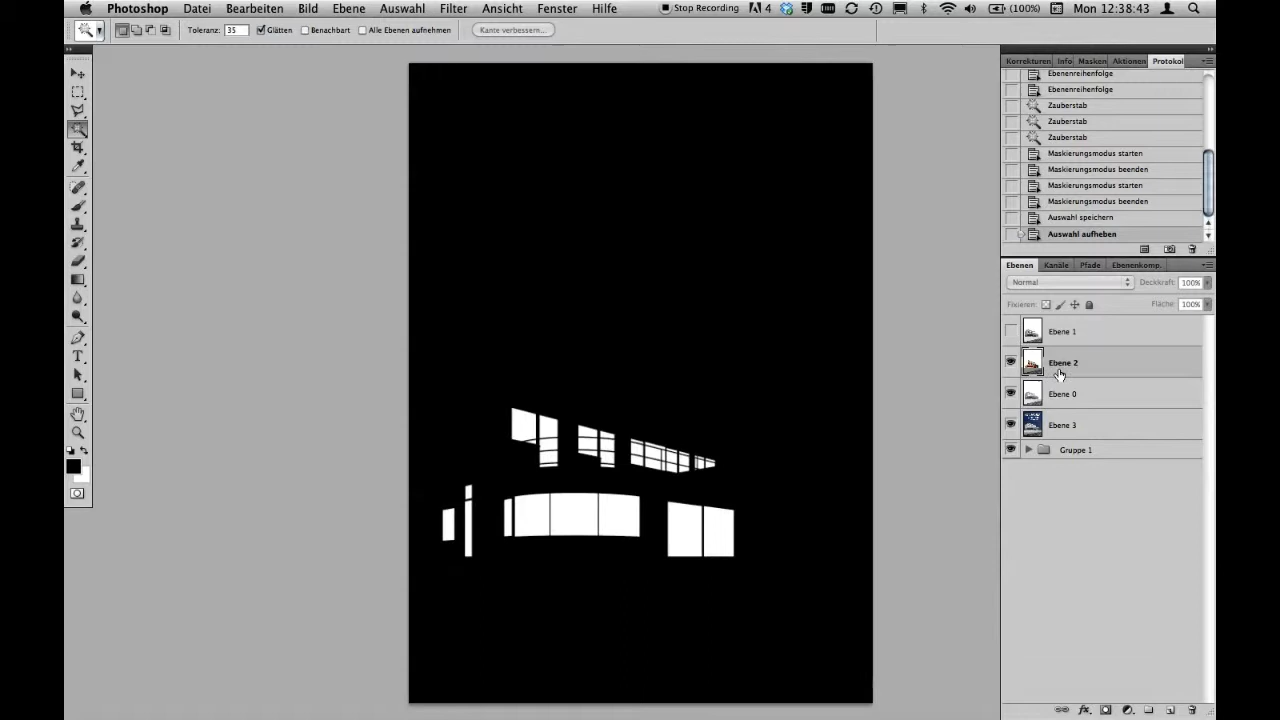 Photoshop Datei Bearbeiten Bild Ebene Auswahl Filter Ansicht Fenster Hilfe Stop Recording 4 (100%) Mon 12:38:43
Toleranz: 35 Glätten Benachbart Alle Ebenen aufnehmen Kante verbessern...
Korrekturen Info Masken Aktionen Protokol
Ebenenreihenfolge
Ebenenreihenfolge
Zauberstab
Zauberstab
Zauberstab
Maskierungsmodus starten
Maskierungsmodus beenden
Maskierungsmodus starten
Maskierungsmodus beenden
Auswahl speichern
Auswahl aufheben
Ebenen Kanäle Pfade Ebenenkomp.
Normal Deckkraft: 100%
Fixieren: Fläche: 100%
Ebene 1
Ebene 2
Ebene 0
Ebene 3
Gruppe 1